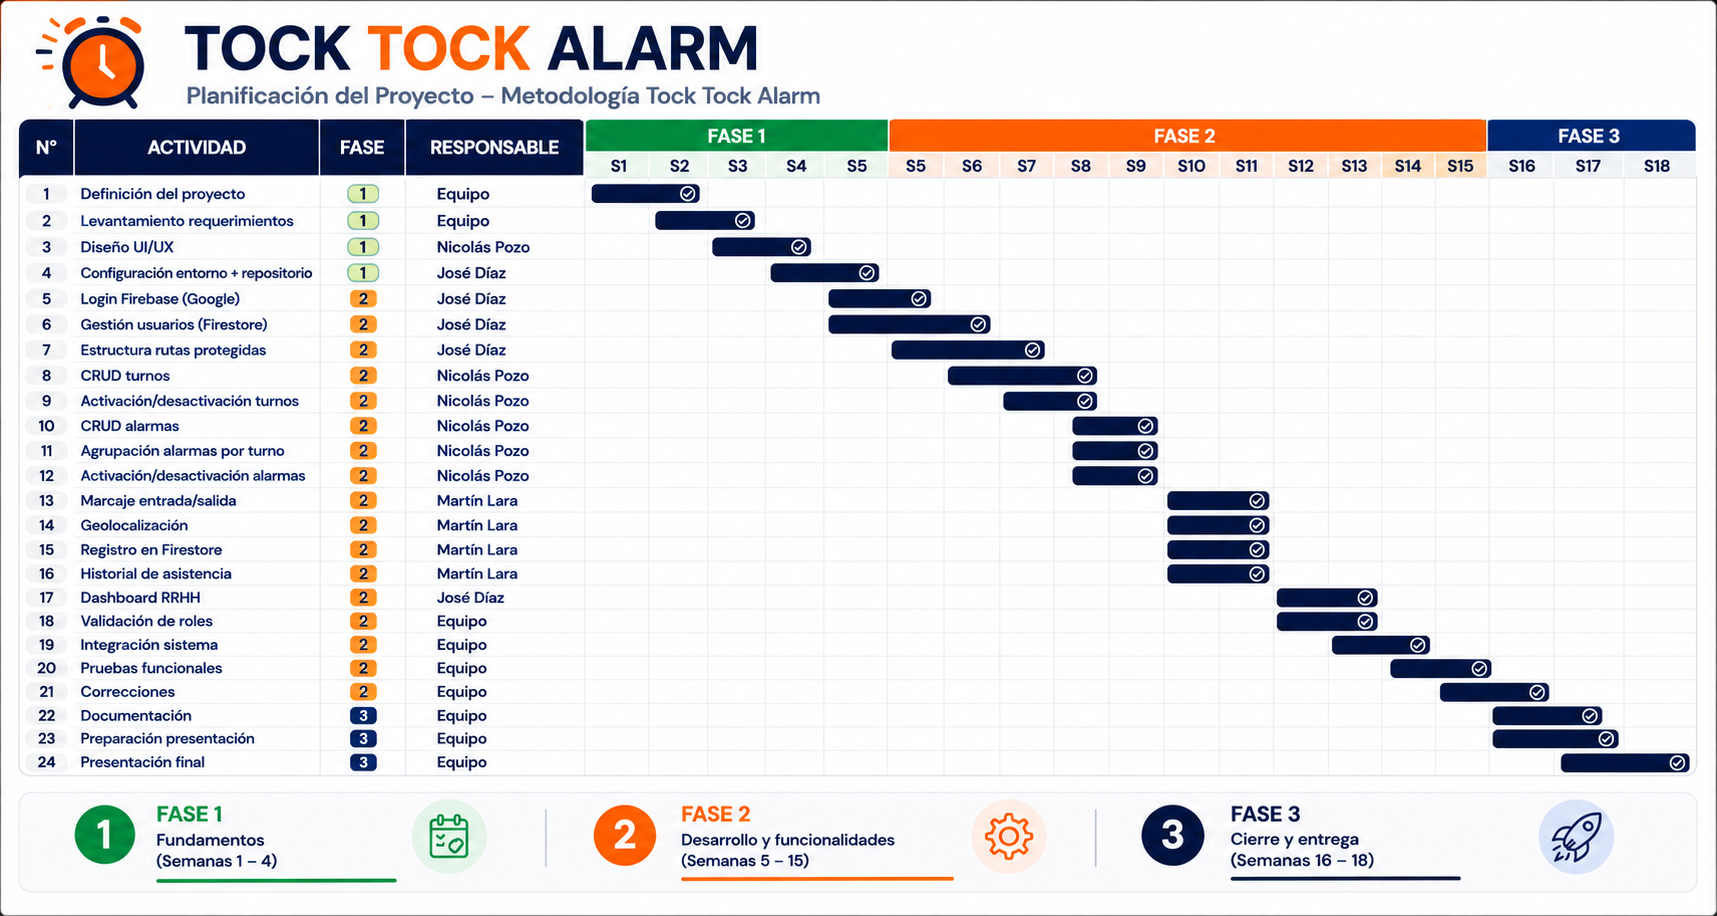 TOCK TOCK ALARM
Planificación del Proyecto – Metodología Tock Tock Alarm
N° ACTIVIDAD FASE RESPONSABLE FASE 1 FASE 2 FASE 3
S1 S2 S3 S4 S5 S5 S6 S7 S8 S9 S10 S11 S12 S13 S14 S15 S16 S17 S18
1 Definición del proyecto 1 Equipo
2 Levantamiento requerimientos 1 Equipo
3 Diseño UI/UX 1 Nicolás Pozo
4 Configuración entorno + repositorio 1 José Díaz
5 Login Firebase (Google) 2 José Díaz
6 Gestión usuarios (Firestore) 2 José Díaz
7 Estructura rutas protegidas 2 José Díaz
8 CRUD turnos 2 Nicolás Pozo
9 Activación/desactivación turnos 2 Nicolás Pozo
10 CRUD alarmas 2 Nicolás Pozo
11 Agrupación alarmas por turno 2 Nicolás Pozo
12 Activación/desactivación alarmas 2 Nicolás Pozo
13 Marcaje entrada/salida 2 Martín Lara
14 Geolocalización 2 Martín Lara
15 Registro en Firestore 2 Martín Lara
16 Historial de asistencia 2 Martín Lara
17 Dashboard RRHH 2 José Díaz
18 Validación de roles 2 Equipo
19 Integración sistema 2 Equipo
20 Pruebas funcionales 2 Equipo
21 Correcciones 2 Equipo
22 Documentación 3 Equipo
23 Preparación presentación 3 Equipo
24 Presentación final 3 Equipo
1
FASE 1
Fundamentos
(Semanas 1 – 4)
2
FASE 2
Desarrollo y funcionalidades
(Semanas 5 – 15)
3
FASE 3
Cierre y entrega
(Semanas 16 – 18)